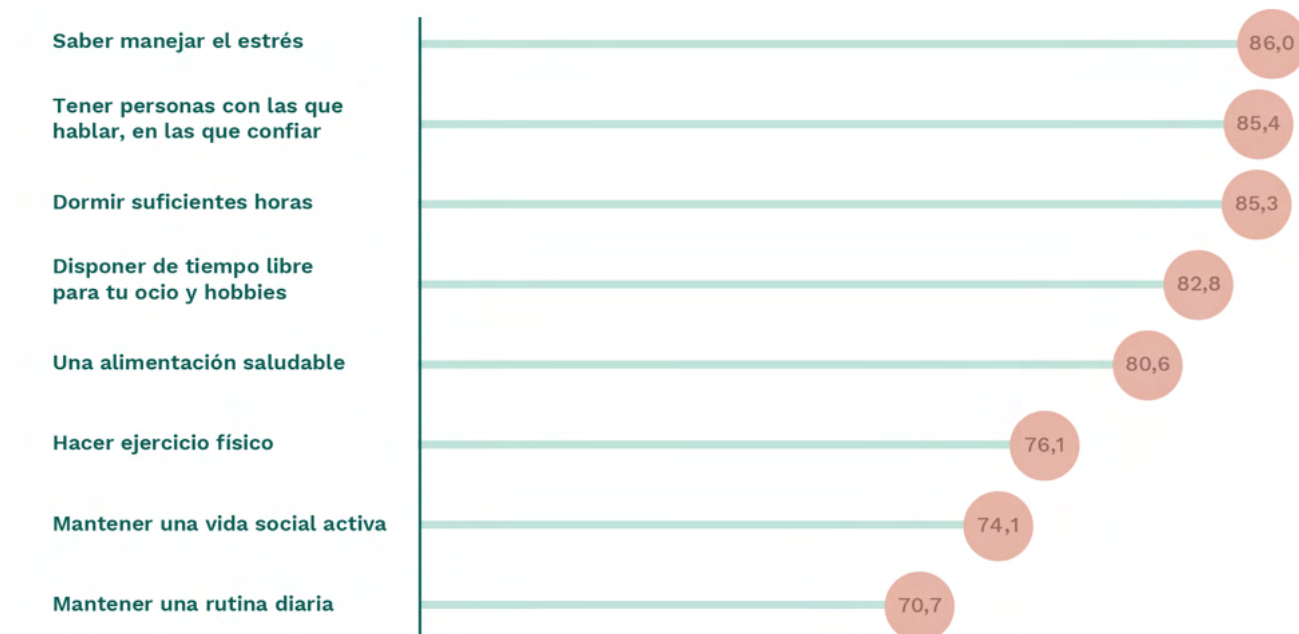 Saber manejar el estrés
86,0
Tener personas con las que
hablar, en las que confiar
85,4
Dormir suficientes horas
85,3
Disponer de tiempo libre
para tu ocio y hobbies
82,8
Una alimentación saludable
80,6
Hacer ejercicio físico
76,1
Mantener una vida social activa
74,1
Mantener una rutina diaria
70,7